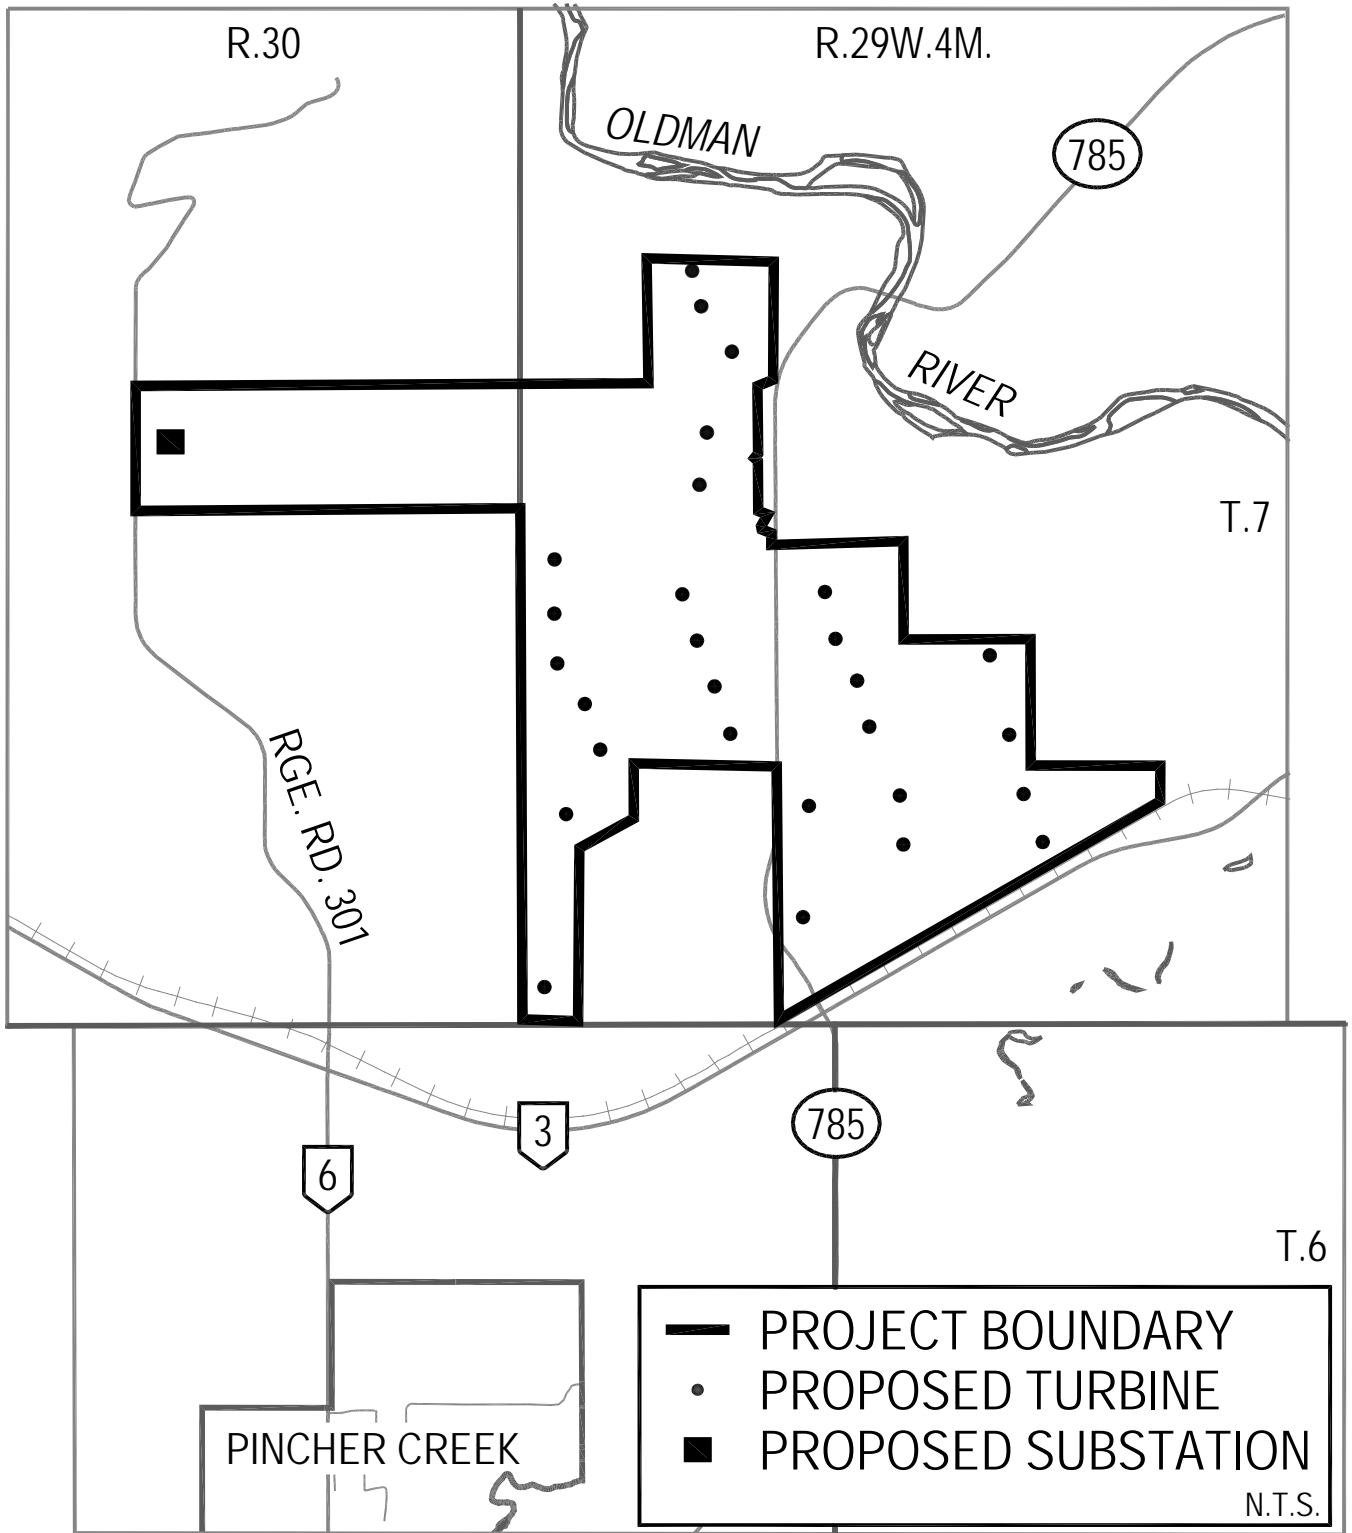 R.30
R.29W.4M.
OLDMAN
785
RIVER
T.7
RGE. RD. 301
3
785
6
T.6
PROJECT BOUNDARY
PROPOSED TURBINE
PINCHER CREEK
PROPOSED SUBSTATION
N.T.S.